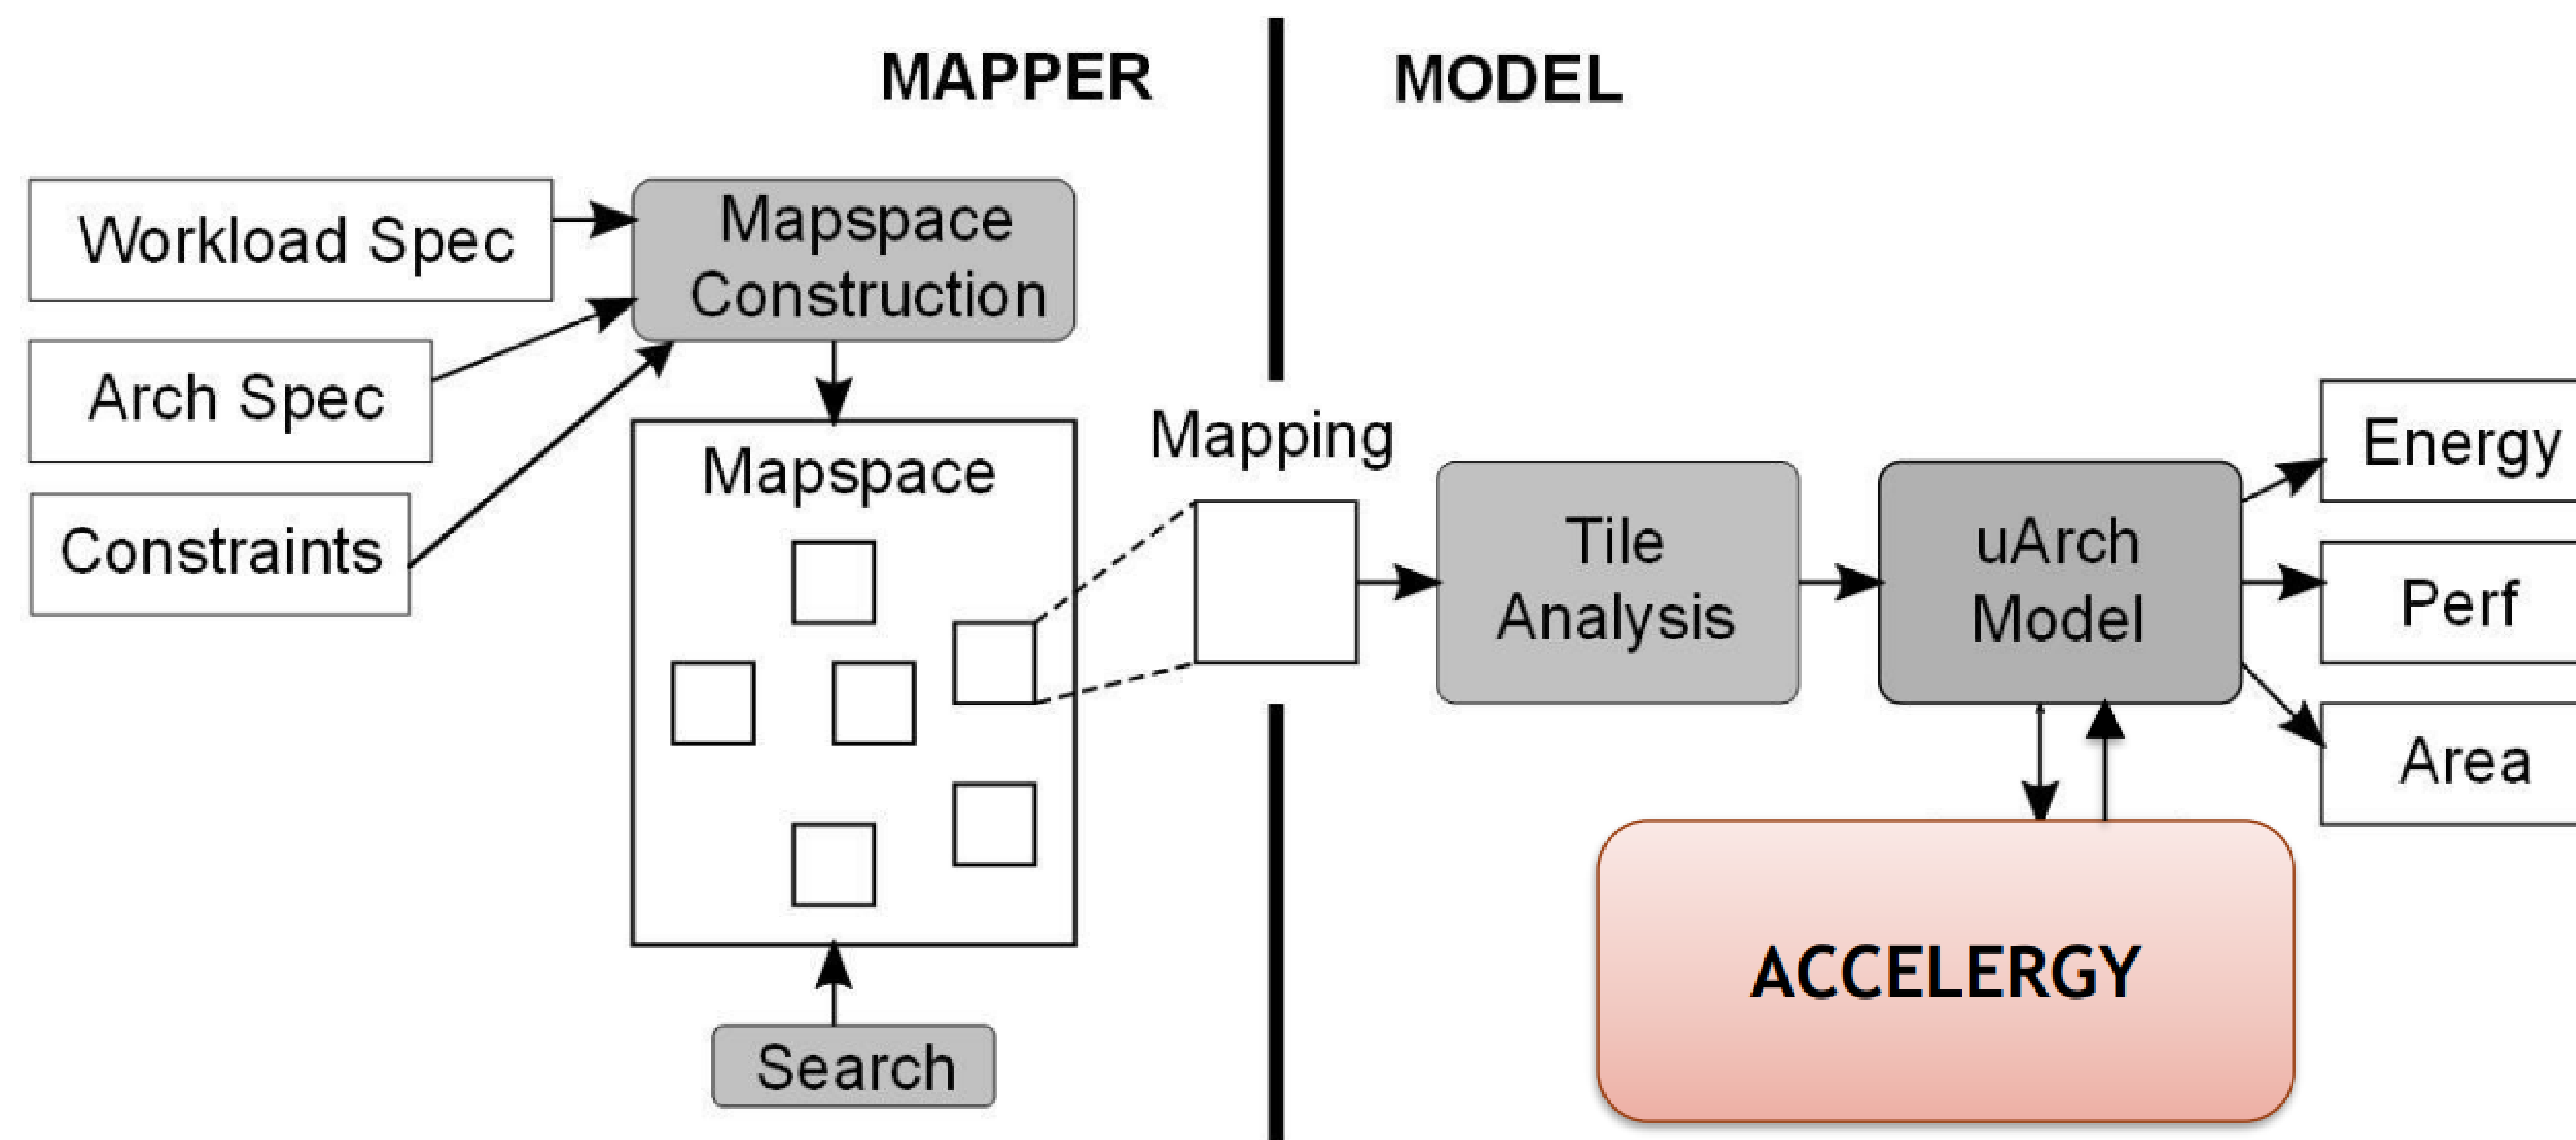 MAPPER
MODEL
Workload Spec
Mapspace
Construction
Arch Spec
Constraints
Mapspace
Mapping
Tile
Analysis
uArch
Model
Energy
Perf
Area
ACCELERGY
Search